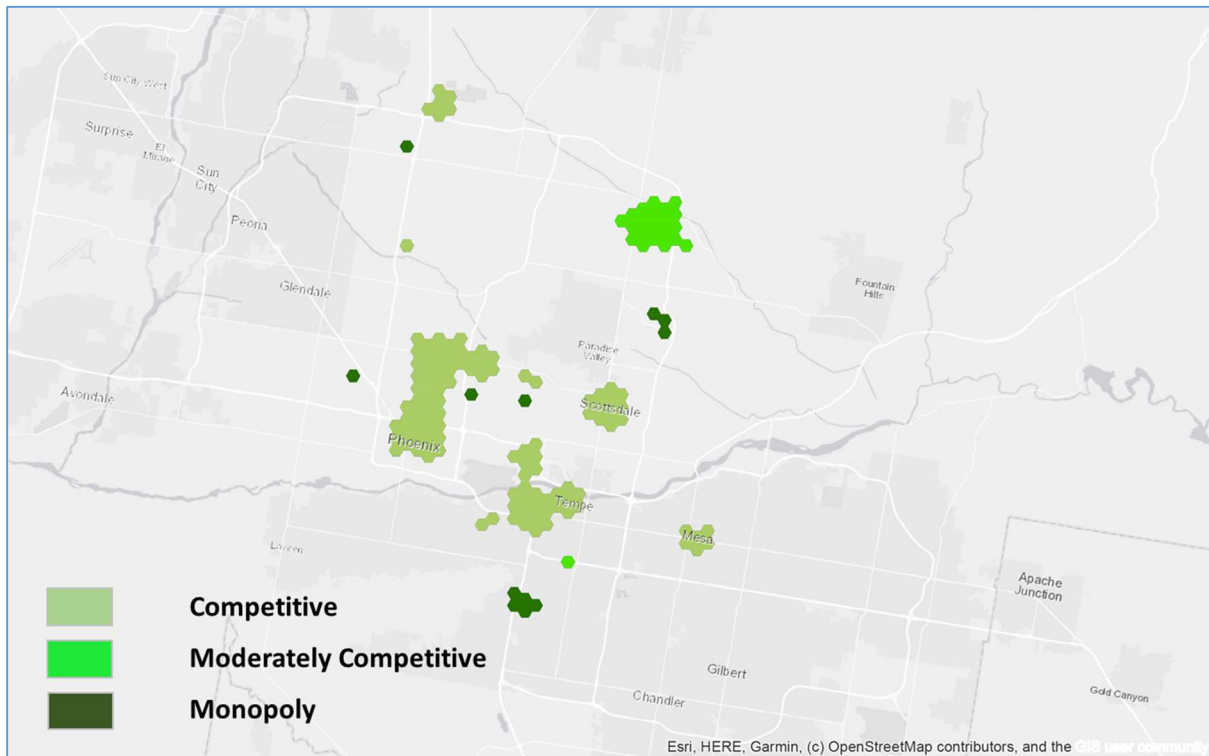 Sun City West
Surprise
El
Mirage
Sun
City
Peoria
Glendale
Fountain
Hills
Paradise
Valley
Avondale
Scottsdale
Phoenix
Tempe
Mesa
Laveen
Apache
Junction
Gilbert
Chandler
Gold Canyon
Competitive
Moderately Competitive
Monopoly
Esri, HERE, Garmin, (c) OpenStreetMap contributors, and the GIS user community